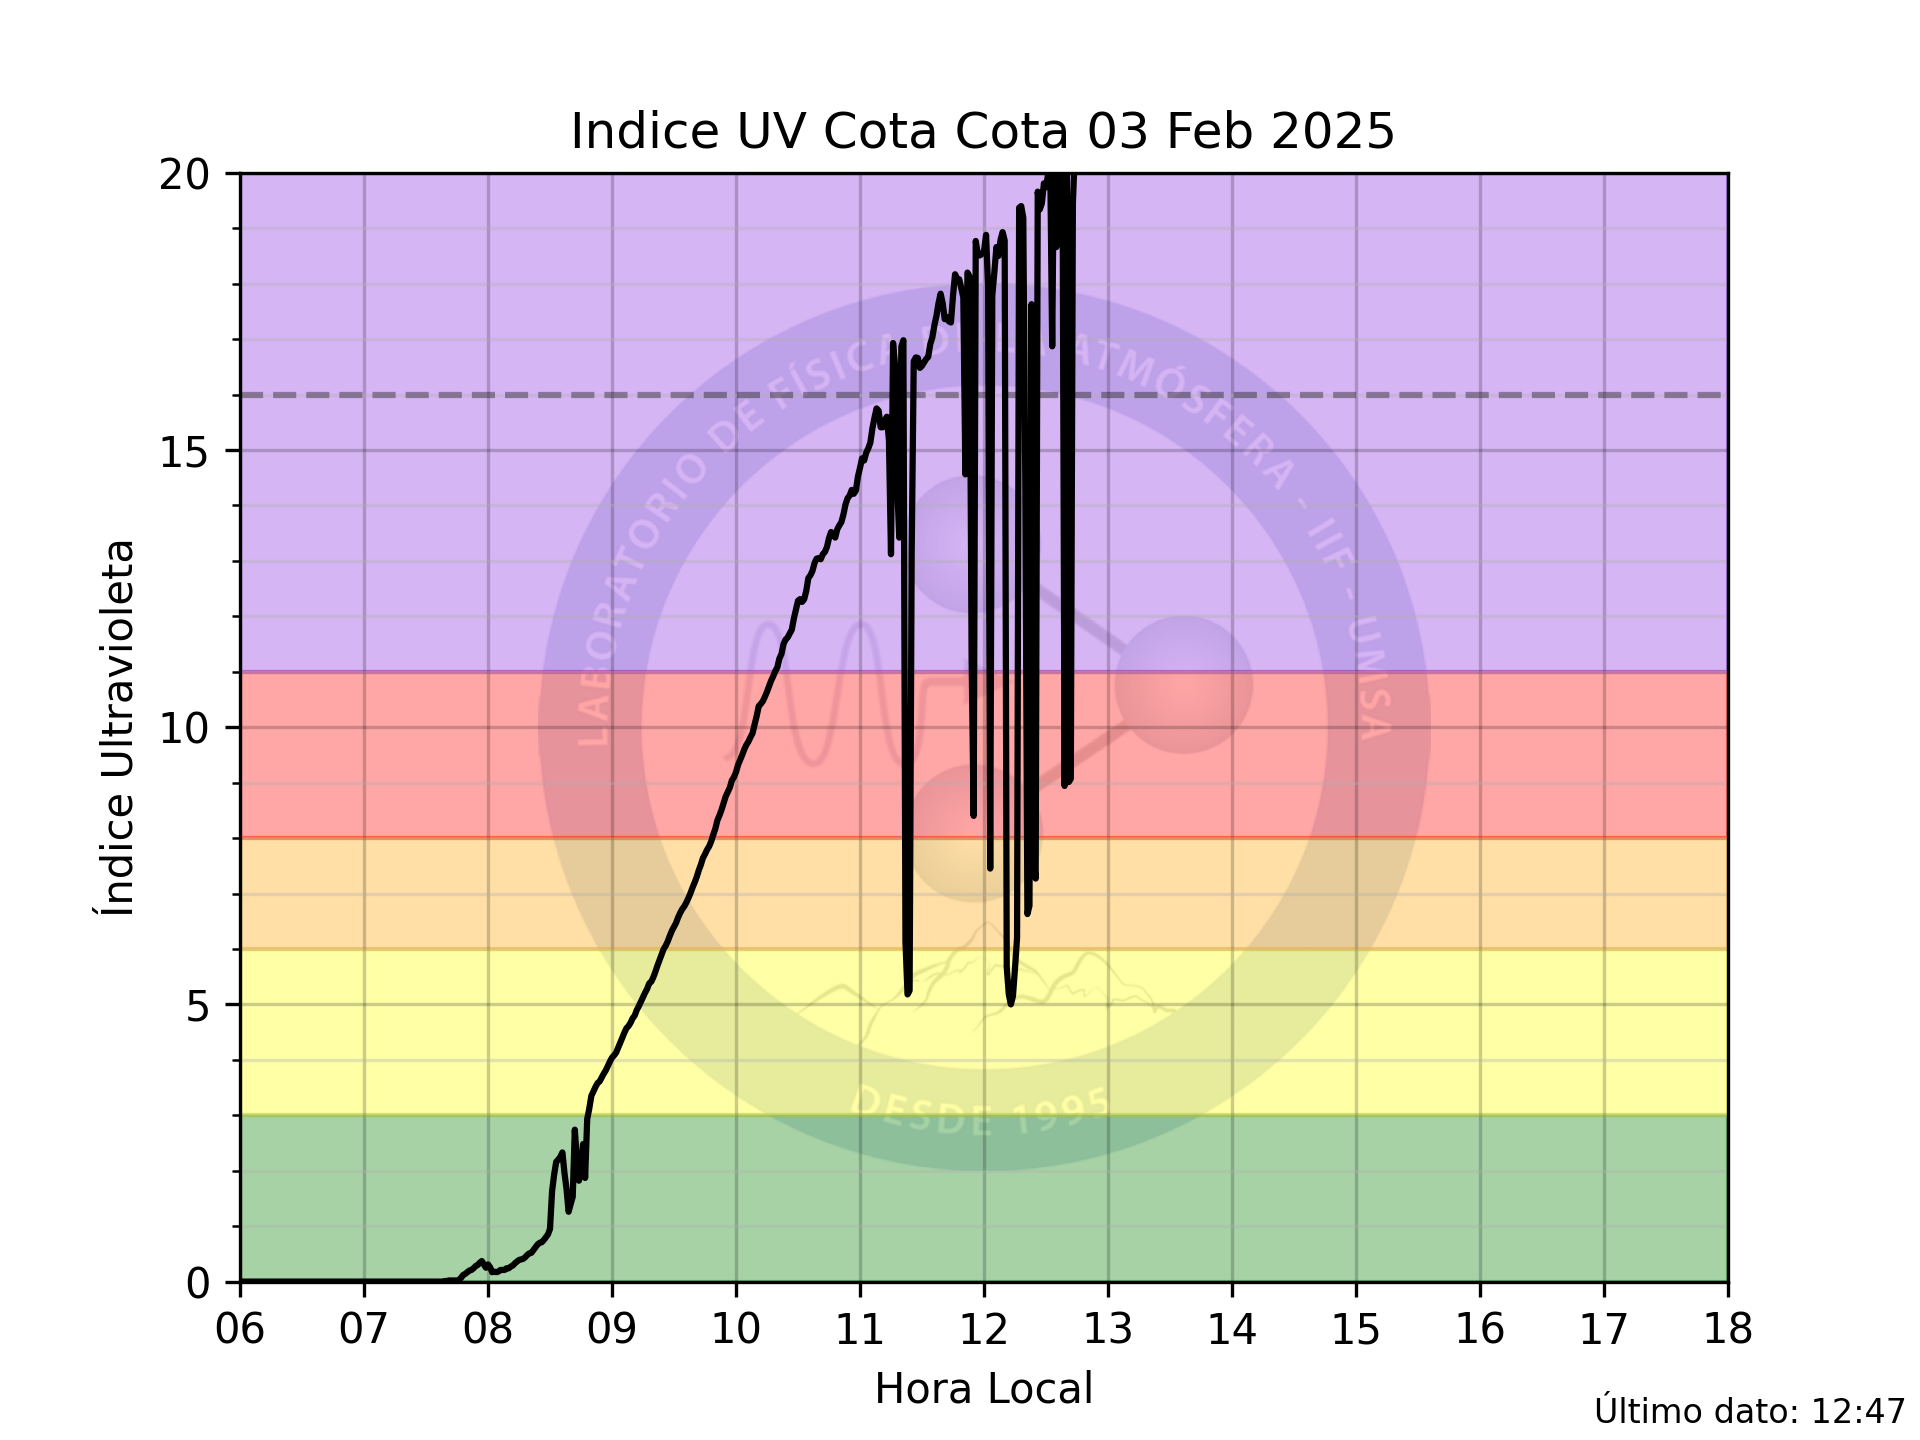 Indice UV Cota Cota 03 Feb 2025
20
15
10
5
0
Índice Ultravioleta
LABORATORIO DE FÍSICA DE LA ATMÓSFERA - IIF - UMSA
DESDE 1995
06 07 08 09 10 11 12 13 14 15 16 17 18
Hora Local
Último dato: 12:47